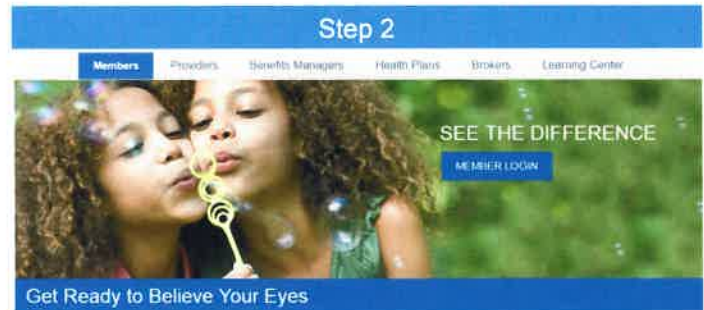 Step 2
Members Providers Benefits Managers Health Plans Brokers Learning Center
SEE THE DIFFERENCE
MEMBER LOGIN
Get Ready to Believe Your Eyes